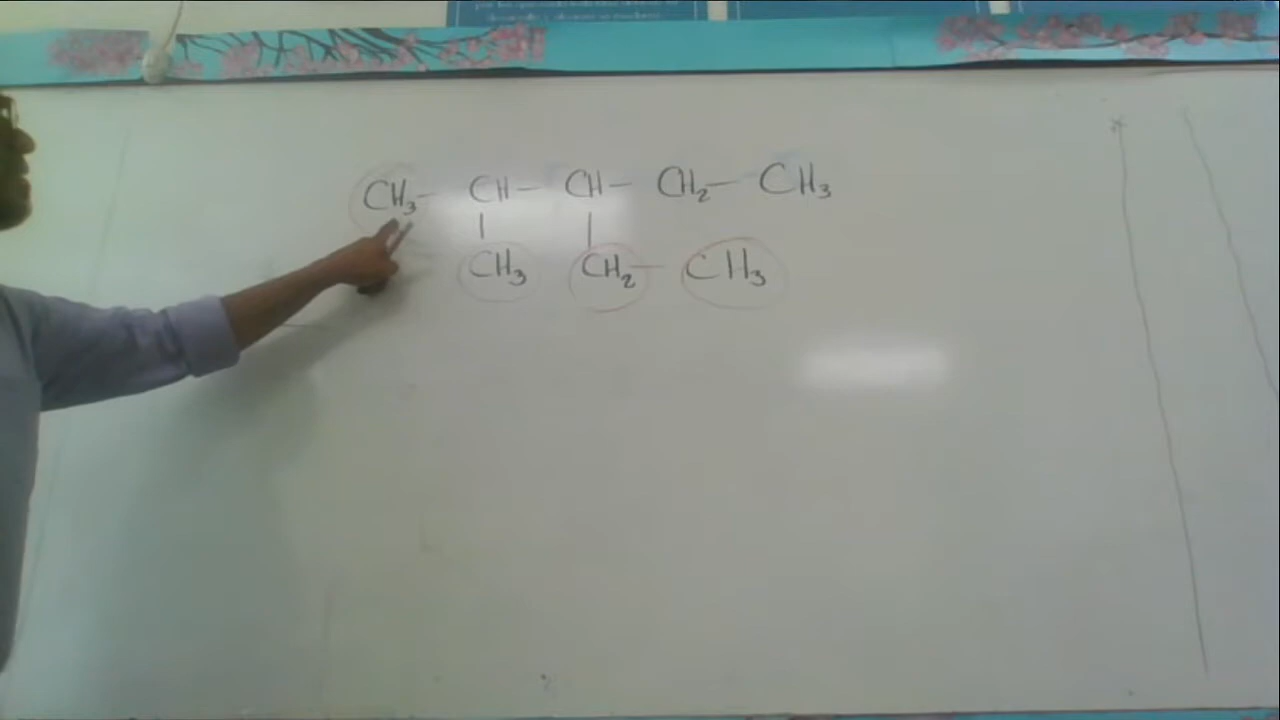 CH₃- CH- CH- CH₂- CH₃
| |
CH₃ CH₂- CH₃